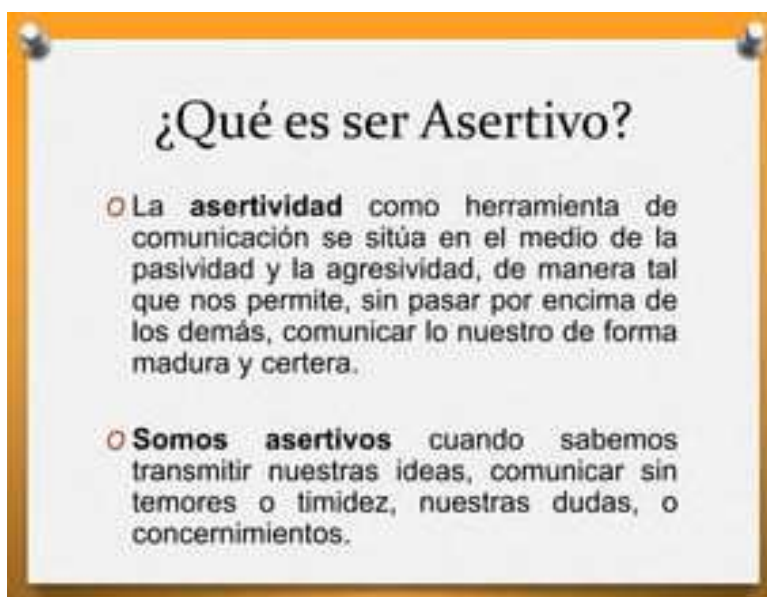 ¿Qué es ser Asertivo?
La asertividad como herramienta de
comunicación se sitúa en el medio de la
pasividad y la agresividad, de manera tal
que nos permite, sin pasar por encima de
los demás, comunicar lo nuestro de forma
madura y certera.
Somos asertivos cuando sabemos
transmitir nuestras ideas, comunicar sin
temores o timidez, nuestras dudas, o
concernimientos.